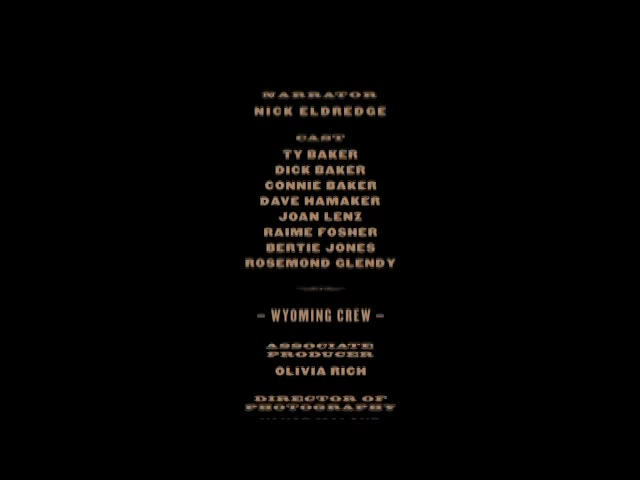 NARRATOR
NICK ELDREDGE
CAST
TY BAKER
DICK BAKER
CONNIE BAKER
DAVE HAMAKER
JOAN LENZ
RAIME FOSHER
BERTIE JONES
ROSEMOND GLENDY
– WYOMING CREW –
ASSOCIATE
PRODUCER
OLIVIA RICH
DIRECTOR OF
PHOTOGRAPHY